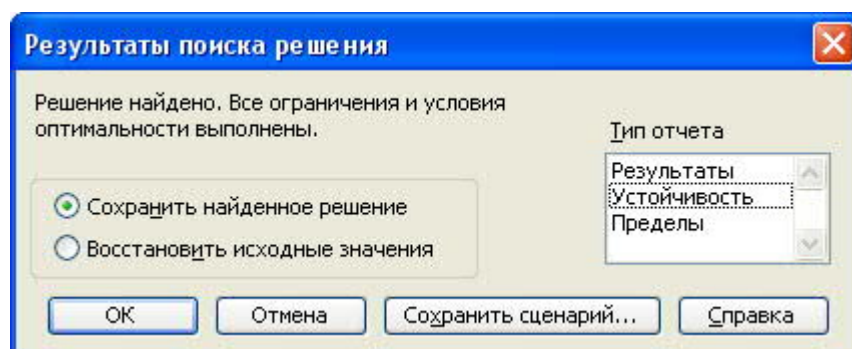 Результаты поиска решения
Решение найдено. Все ограничения и условия
оптимальности выполнены.
Тип отчета
Результаты
Устойчивость
Пределы
Сохранить найденное решение
Восстановить исходные значения
ОК
Отмена
Сохранить сценарий...
Справка